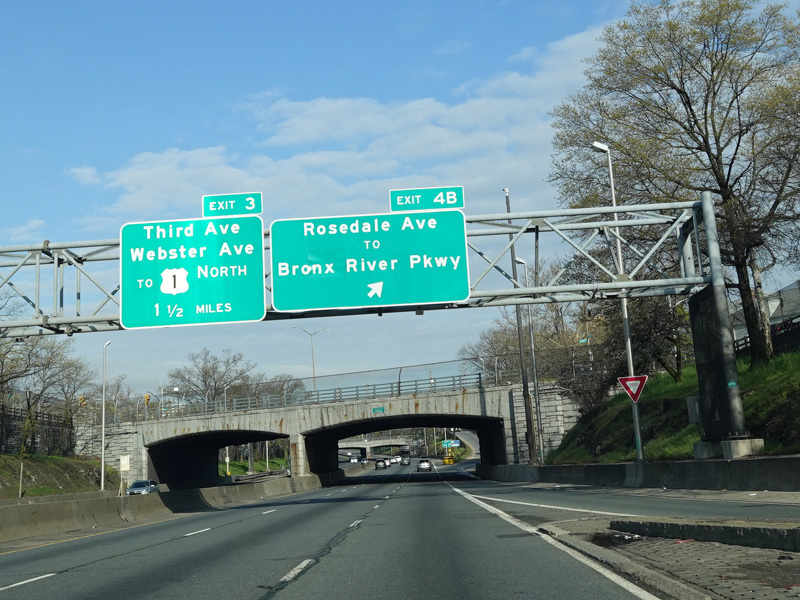 EXIT 3
Third Ave
Webster Ave
TO 1 NORTH
1 1/2 MILES
EXIT 4B
Rosedale Ave
TO
Bronx River Pkwy